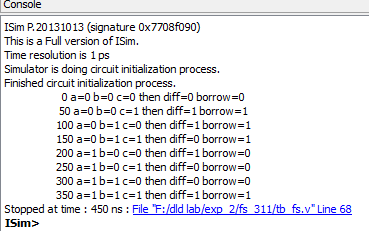 Console
ISim P.20131013 (signature 0x7708f090)
This is a Full version of ISim.
Time resolution is 1 ps
Simulator is doing circuit initialization process.
Finished circuit initialization process.
0 a=0 b=0 c=0 then diff=0 borrow=0
50 a=0 b=0 c=1 then diff=1 borrow=1
100 a=0 b=1 c=0 then diff=1 borrow=1
150 a=0 b=1 c=1 then diff=0 borrow=1
200 a=1 b=0 c=0 then diff=1 borrow=0
250 a=1 b=0 c=1 then diff=0 borrow=0
300 a=1 b=1 c=0 then diff=0 borrow=0
350 a=1 b=1 c=1 then diff=1 borrow=1
Stopped at time : 450 ns : File "F:/dld lab/exp_2/fs_311/tb_fs.v" Line 68
ISim>